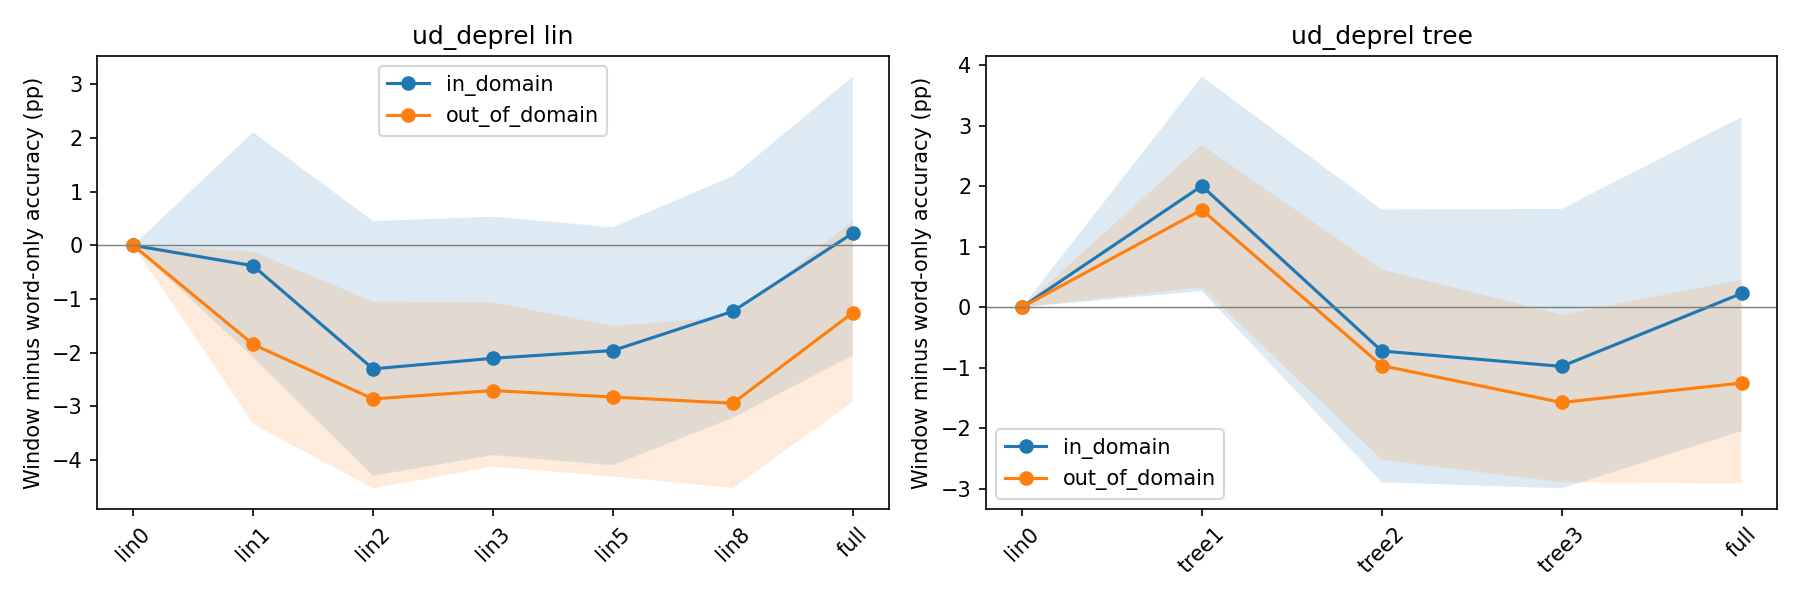 ud_deprel lin
Window minus word-only accuracy (pp)
3
2
1
0
−1
−2
−3
−4
in_domain
out_of_domain
lin0
lin1
lin2
lin3
lin5
lin8
full
ud_deprel tree
Window minus word-only accuracy (pp)
4
3
2
1
0
−1
−2
−3
in_domain
out_of_domain
lin0
tree1
tree2
tree3
full